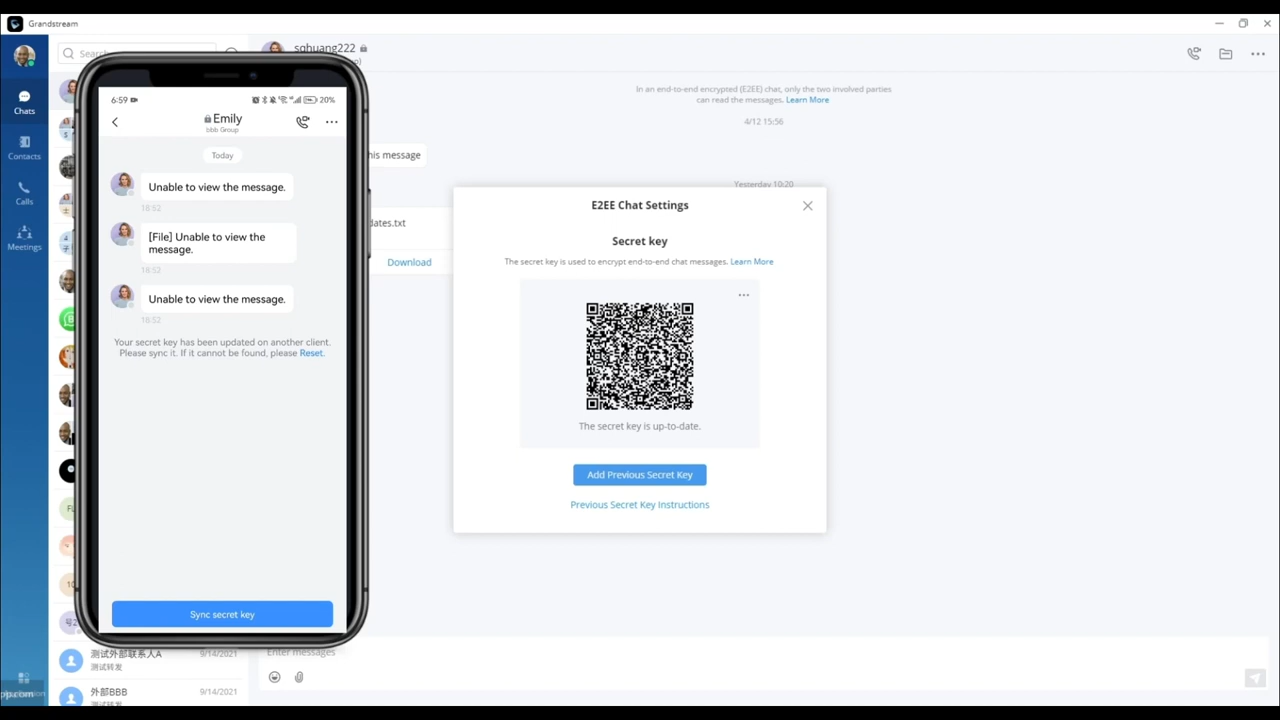 Grandstream
Search
sqhuang222
Chats
Contacts
Calls
Meetings
6:59
20%
Emily
bbb Group
Today
Unable to view the message.
18:52
[File] Unable to view the
message.
18:52
Unable to view the message.
18:52
Your secret key has been updated on another client.
Please sync it. If it cannot be found, please Reset.
Sync secret key
In an end-to-end encrypted (E2EE) chat, only the two involved parties
can read the messages. Learn More
4/12 15:56
his message
Yesterday 10:20
dates.txt
Download
E2EE Chat Settings
Secret key
The secret key is used to encrypt end-to-end chat messages. Learn More
The secret key is up-to-date.
Add Previous Secret Key
Previous Secret Key Instructions
测试外部联系人A
9/14/2021
测试转发
外部BBB
9/14/2021
测试转发
Enter messages
pp.com